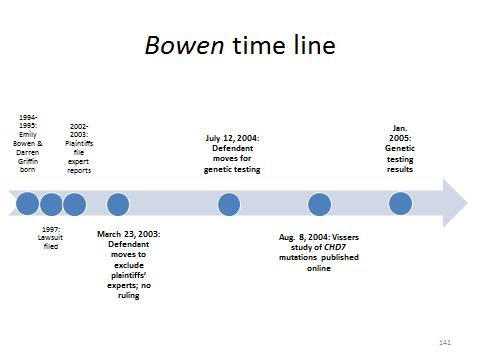 Bowen time line
1994-
1995:
Emily
Bowen &
Darren
Griffin
born
1997:
Lawsuit
filed
2002-
2003:
Plaintiffs
file
expert
reports
March 23, 2003:
Defendant
moves to
exclude
plaintiffs'
experts; no
ruling
July 12, 2004:
Defendant
moves for
genetic testing
Aug. 8, 2004: Vissers
study of CHD7
mutations published
online
Jan.
2005:
Genetic
testing
results
141